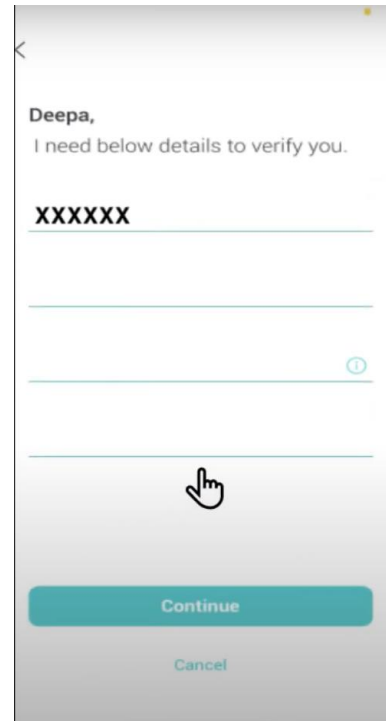 Deepa,
I need below details to verify you.
XXXXXX
Continue
Cancel